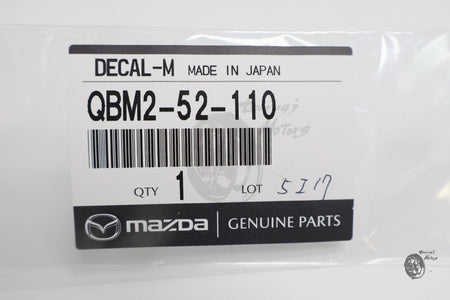 DECAL-M MADE IN JAPAN
QBM2-52-110
QTY 1 LOT 5I17
mazda GENUINE PARTS